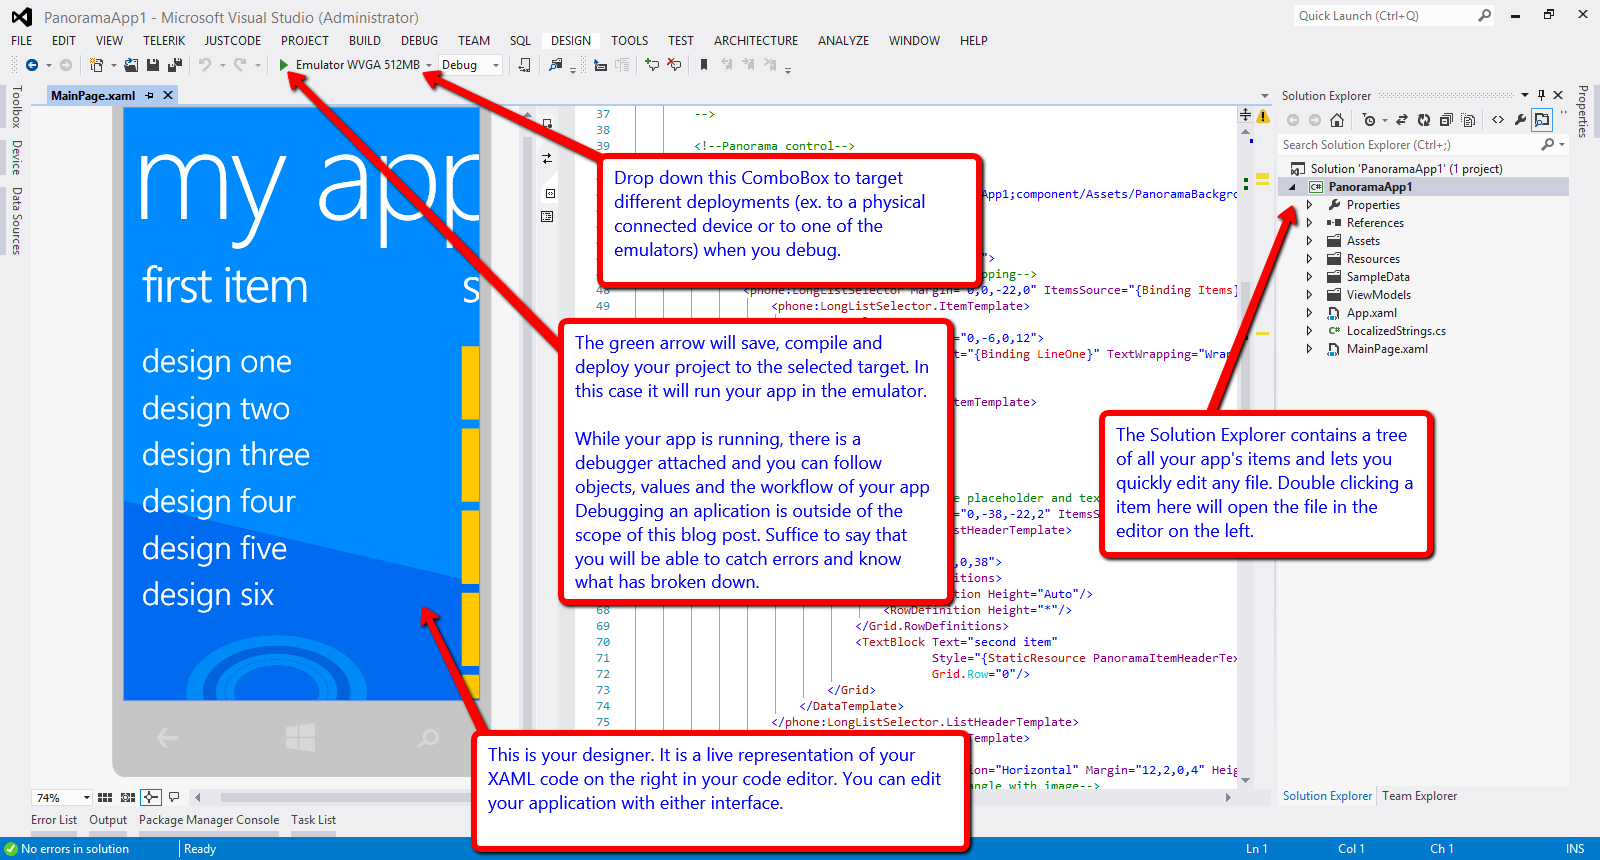 PanoramaApp1 - Microsoft Visual Studio (Administrator)
Quick Launch (Ctrl+Q)
FILE EDIT VIEW TELERIK JUSTCODE PROJECT BUILD DEBUG TEAM SQL DESIGN TOOLS TEST ARCHITECTURE ANALYZE WINDOW HELP
Emulator WVGA 512MB Debug
Toolbox
Device
Data Sources
MainPage.xaml
my app
first item
s
design one
design two
design three
design four
design five
design six
37 -->
38
39 <!--Panorama control-->
App1;component/Assets/PanoramaBackgro
">
pping-->
48 <phone:LongListSelector Margin="0,0,-22,0" ItemsSource="{Binding Items}
49 <phone:LongListSelector.ItemTemplate>
"0,-6,0,12">
t="{Binding LineOne}" TextWrapping="Wrap
temTemplate>
e placeholder and tex
"0,-38,-22,2" ItemsS
stHeaderTemplate>
,0,38">
nitions>
tion Height="Auto"/>
68 <RowDefinition Height="*"/>
69 </Grid.RowDefinitions>
70 <TextBlock Text="second item"
71 Style="{StaticResource PanoramaItemHeaderTex
72 Grid.Row="0"/>
73 </Grid>
74 </DataTemplate>
75 </phone:LongListSelector.ListHeaderTemplate>
Template>
ion="Horizontal" Margin="12,2,0,4" Heig
angle with image-->
Drop down this ComboBox to target
different deployments (ex. to a physical
connected device or to one of the
emulators) when you debug.
The green arrow will save, compile and
deploy your project to the selected target. In
this case it will run your app in the emulator.
While your app is running, there is a
debugger attached and you can follow
objects, values and the workflow of your app
Debugging an aplication is outside of the
scope of this blog post. Suffice to say that
you will be able to catch errors and know
what has broken down.
This is your designer. It is a live representation of your
XAML code on the right in your code editor. You can edit
your application with either interface.
Solution Explorer
Search Solution Explorer (Ctrl+;)
Solution 'PanoramaApp1' (1 project)
C# PanoramaApp1
Properties
References
Assets
Resources
SampleData
ViewModels
App.xaml
C# LocalizedStrings.cs
MainPage.xaml
The Solution Explorer contains a tree
of all your app's items and lets you
quickly edit any file. Double clicking a
item here will open the file in the
editor on the left.
Solution Explorer Team Explorer
Properties
74%
Error List Output Package Manager Console Task List
No errors in solution Ready Ln 1 Col 1 Ch 1 INS